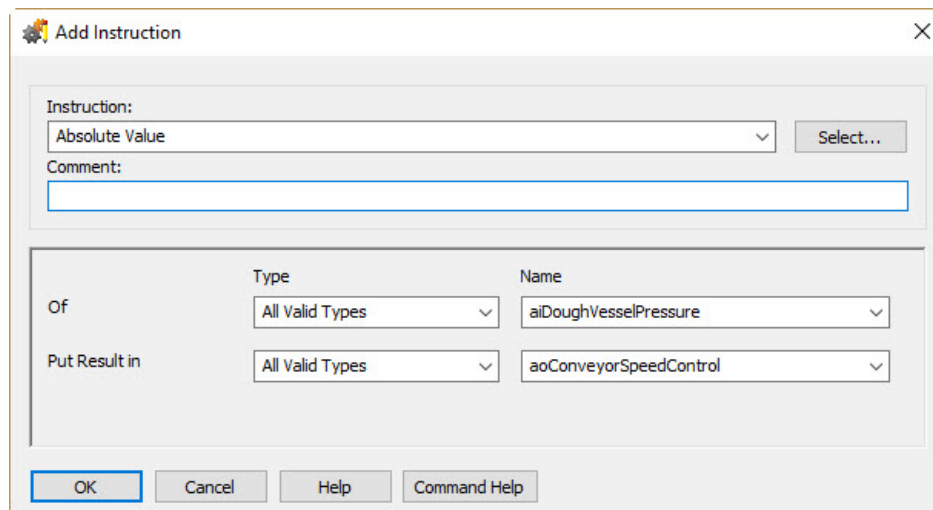 Add Instruction
Instruction:
Absolute Value
Select...
Comment:
Type Name
Of All Valid Types aiDoughVesselPressure
Put Result in All Valid Types aoConveyorSpeedControl
OK Cancel Help Command Help